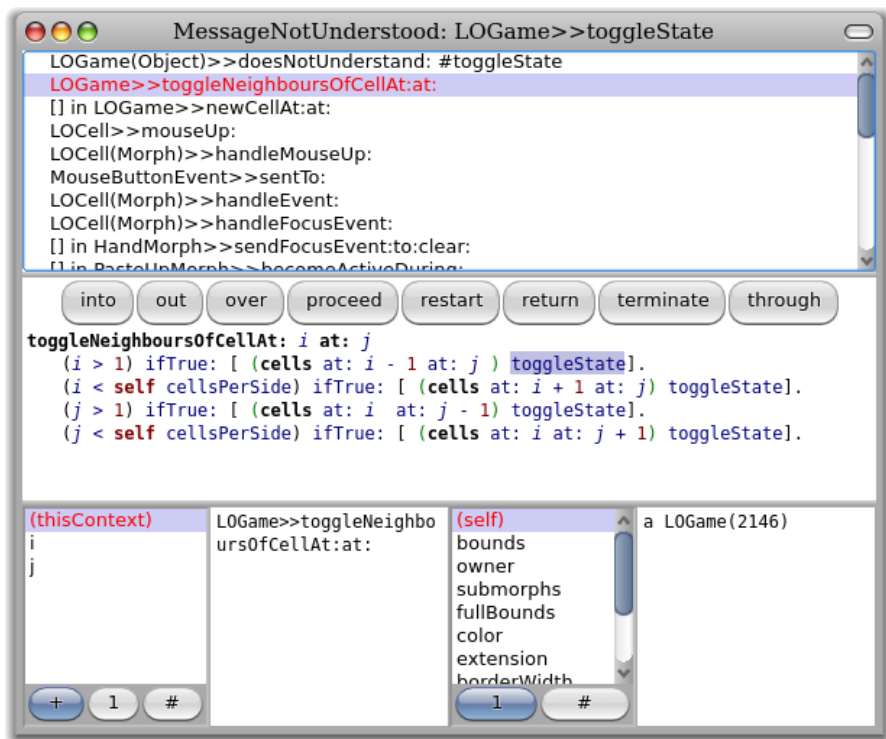 MessageNotUnderstood: LOGame>>toggleState
LOGame(Object)>>doesNotUnderstand: #toggleState
LOGame>>toggleNeighboursOfCellAt:at:
[] in LOGame>>newCellAt:at:
LOCell>>mouseUp:
LOCell(Morph)>>handleMouseUp:
MouseButtonEvent>>sentTo:
LOCell(Morph)>>handleEvent:
LOCell(Morph)>>handleFocusEvent:
[] in HandMorph>>sendFocusEvent:to:clear:
[] in PasteUpMorph>>becomeActiveDuring:
into out over proceed restart return terminate through
toggleNeighboursOfCellAt: i at: j
(i > 1) ifTrue: [ (cells at: i - 1 at: j ) toggleState].
(i < self cellsPerSide) ifTrue: [ (cells at: i + 1 at: j) toggleState].
(j > 1) ifTrue: [ (cells at: i at: j - 1) toggleState].
(j < self cellsPerSide) ifTrue: [ (cells at: i at: j + 1) toggleState].
(thisContext)
i
j
+ 1 #
LOGame>>toggleNeighbo
ursOfCellAt:at:
(self)
bounds
owner
submorphs
fullBounds
color
extension
borderWidth
1 #
a LOGame(2146)